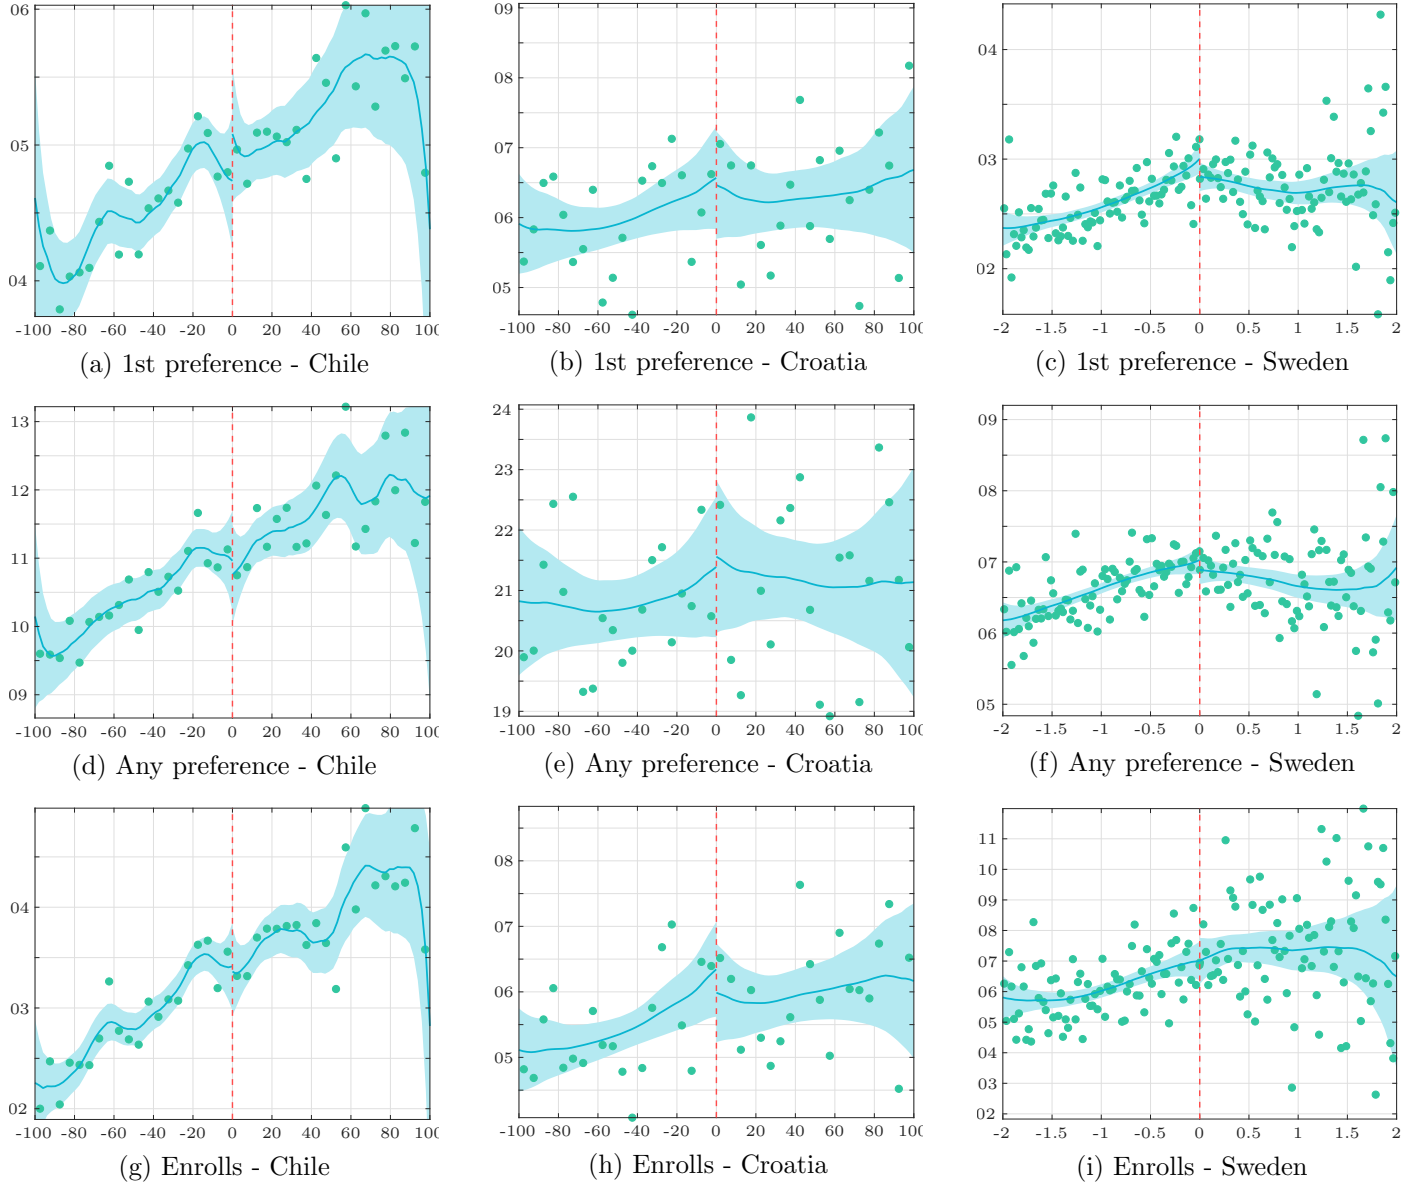 06
05
04
-100 -80 -60 -40 -20 0 20 40 60 80 100
(a) 1st preference - Chile
09
08
07
06
05
-100 -80 -60 -40 -20 0 20 40 60 80 100
(b) 1st preference - Croatia
04
03
02
-2 -1.5 -1 -0.5 0 0.5 1 1.5 2
(c) 1st preference - Sweden
13
12
11
10
09
-100 -80 -60 -40 -20 0 20 40 60 80 100
(d) Any preference - Chile
24
23
22
21
20
19
-100 -80 -60 -40 -20 0 20 40 60 80 100
(e) Any preference - Croatia
09
08
07
06
05
-2 -1.5 -1 -0.5 0 0.5 1 1.5 2
(f) Any preference - Sweden
04
03
02
-100 -80 -60 -40 -20 0 20 40 60 80 100
(g) Enrolls - Chile
08
07
06
05
-100 -80 -60 -40 -20 0 20 40 60 80 100
(h) Enrolls - Croatia
11
10
09
08
07
06
05
04
03
02
-2 -1.5 -1 -0.5 0 0.5 1 1.5 2
(i) Enrolls - Sweden